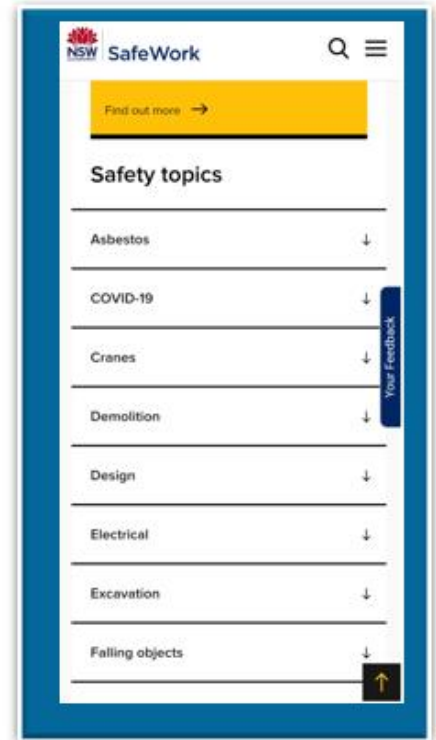 NSW SafeWork
Find out more →
Safety topics
Asbestos ↓
COVID-19 ↓
Your Feedback
Cranes ↓
Demolition ↓
Design ↓
Electrical ↓
Excavation ↓
Falling objects ↓
↑